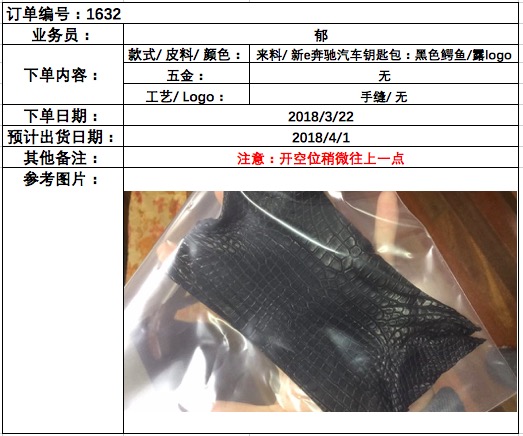 订单编号：1632
业务员： 郁
下单内容： 款式/ 皮料/ 颜色： 来料/ 新e奔驰汽车钥匙包：黑色鳄鱼/露logo
五金： 无
工艺/ Logo： 手缝/ 无
下单日期： 2018/3/22
预计出货日期： 2018/4/1
其他备注： 注意：开空位稍微往上一点
参考图片：